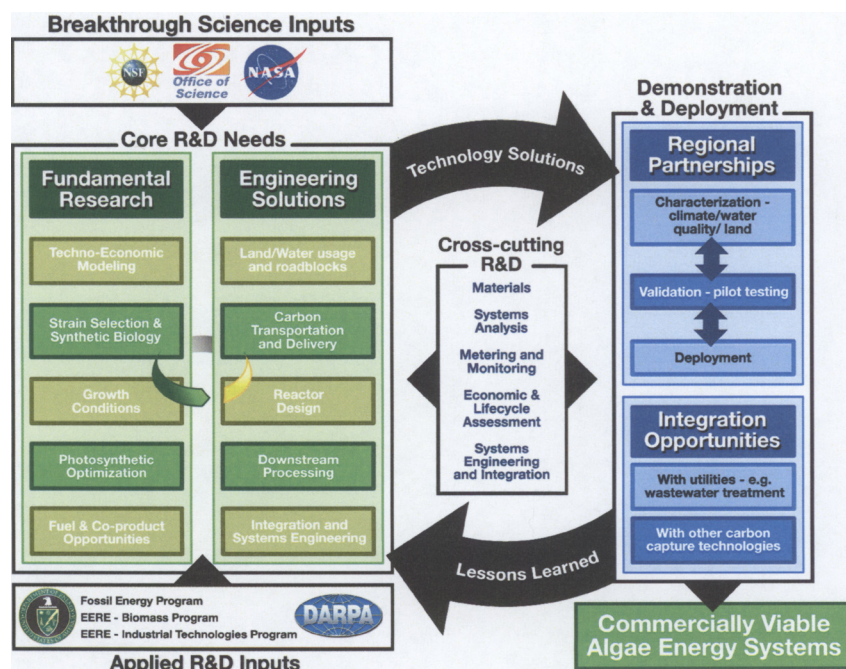 Breakthrough Science Inputs
NSF
Office of
Science
NASA
Core R&D Needs
Fundamental
Research
Techno-Economic
Modeling
Strain Selection &
Synthetic Biology
Growth
Conditions
Photosynthetic
Optimization
Fuel & Co-product
Opportunities
Engineering
Solutions
Land/Water usage
and roadblocks
Carbon
Transportation
and Delivery
Reactor
Design
Downstream
Processing
Integration and
Systems Engineering
Technology Solutions
Cross-cutting
R&D
Materials
Systems
Analysis
Metering and
Monitoring
Economic &
Lifecycle
Assessment
Systems
Engineering
and Integration
Lessons Learned
Demonstration
& Deployment
Regional
Partnerships
Characterization -
climate/water
quality/ land
Validation - pilot testing
Deployment
Integration
Opportunities
With utilities - e.g.
wastewater treatment
With other carbon
capture technologies
Commercially Viable
Algae Energy Systems
Fossil Energy Program
EERE - Biomass Program
EERE - Industrial Technologies Program
DARPA
Applied R&D Inputs